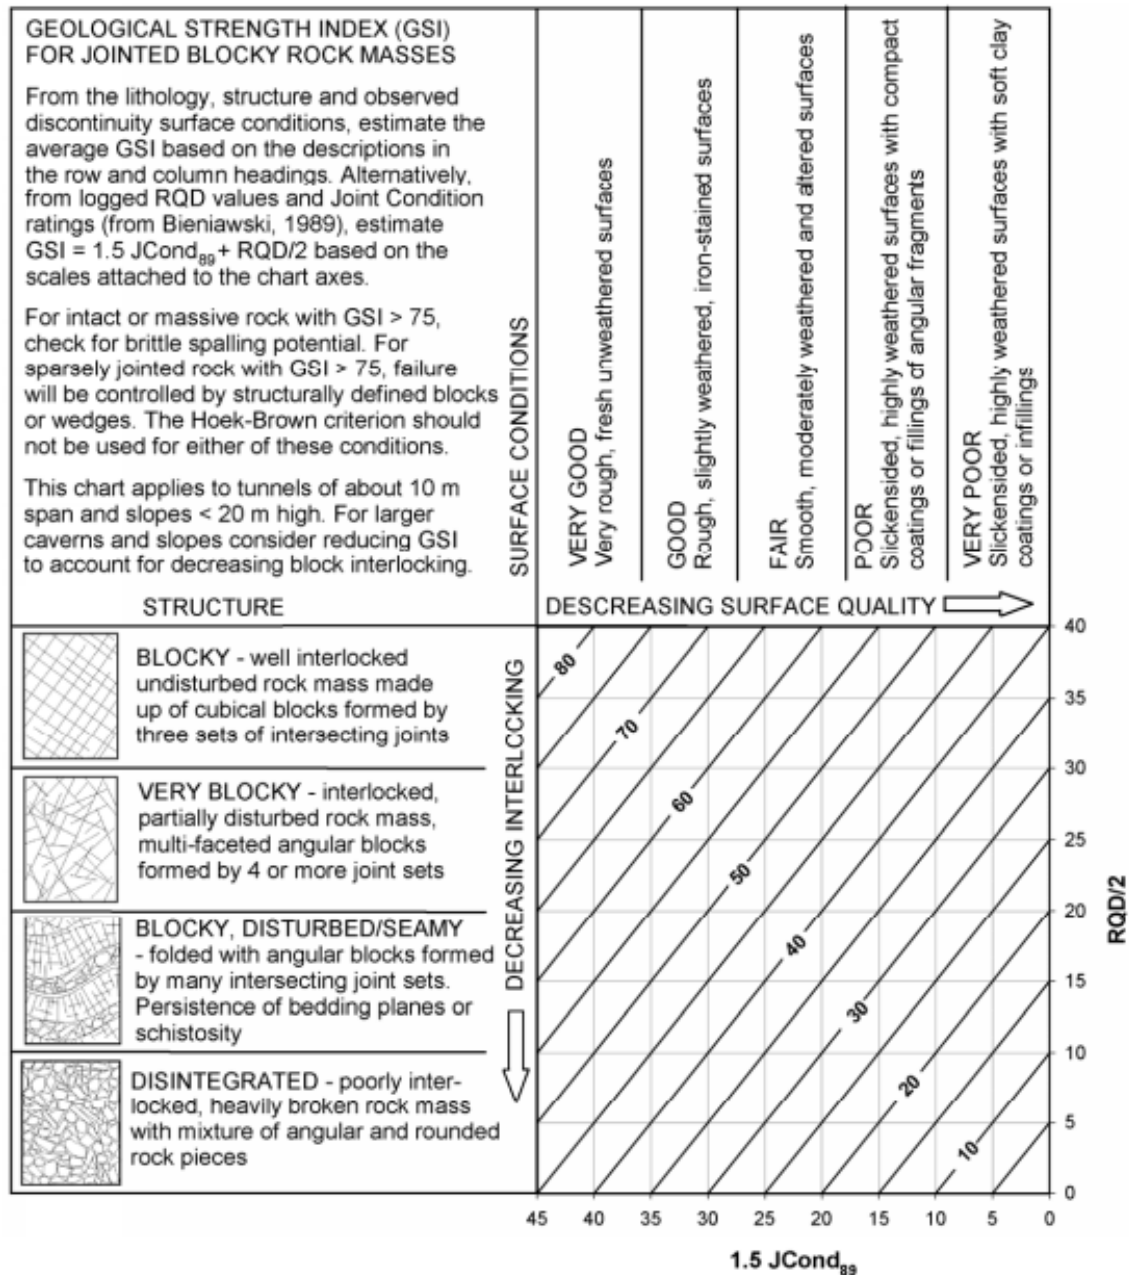 GEOLOGICAL STRENGTH INDEX (GSI)
FOR JOINTED BLOCKY ROCK MASSES
From the lithology, structure and observed
discontinuity surface conditions, estimate the
average GSI based on the descriptions in
the row and column headings. Alternatively,
from logged RQD values and Joint Condition
ratings (from Bieniawski, 1989), estimate
GSI = 1.5 JCond₈₉ + RQD/2 based on the
scales attached to the chart axes.
For intact or massive rock with GSI > 75,
check for brittle spalling potential. For
sparsely jointed rock with GSI > 75, failure
will be controlled by structurally defined blocks
or wedges. The Hoek-Brown criterion should
not be used for either of these conditions.
This chart applies to tunnels of about 10 m
span and slopes < 20 m high. For larger
caverns and slopes consider reducing GSI
to account for decreasing block interlocking.
SURFACE CONDITIONS
VERY GOOD
Very rough, fresh unweathered surfaces
GOOD
Rough, slightly weathered, iron-stained surfaces
FAIR
Smooth, moderately weathered and altered surfaces
POOR
Slickensided, highly weathered surfaces with compact
coatings or fillings of angular fragments
VERY POOR
Slickensided, highly weathered surfaces with soft clay
coatings or infillings
STRUCTURE
DESCREASING SURFACE QUALITY
BLOCKY - well interlocked
undisturbed rock mass made
up of cubical blocks formed by
three sets of intersecting joints
VERY BLOCKY - interlocked,
partially disturbed rock mass,
multi-faceted angular blocks
formed by 4 or more joint sets
BLOCKY, DISTURBED/SEAMY
- folded with angular blocks formed
by many intersecting joint sets.
Persistence of bedding planes or
schistosity
DISINTEGRATED - poorly inter-
locked, heavily broken rock mass
with mixture of angular and rounded
rock pieces
DECREASING INTERLOCKING
80
70
60
50
40
30
20
10
40
35
30
25
20
15
10
5
0
RQD/2
45 40 35 30 25 20 15 10 5 0
1.5 JCond₈₉